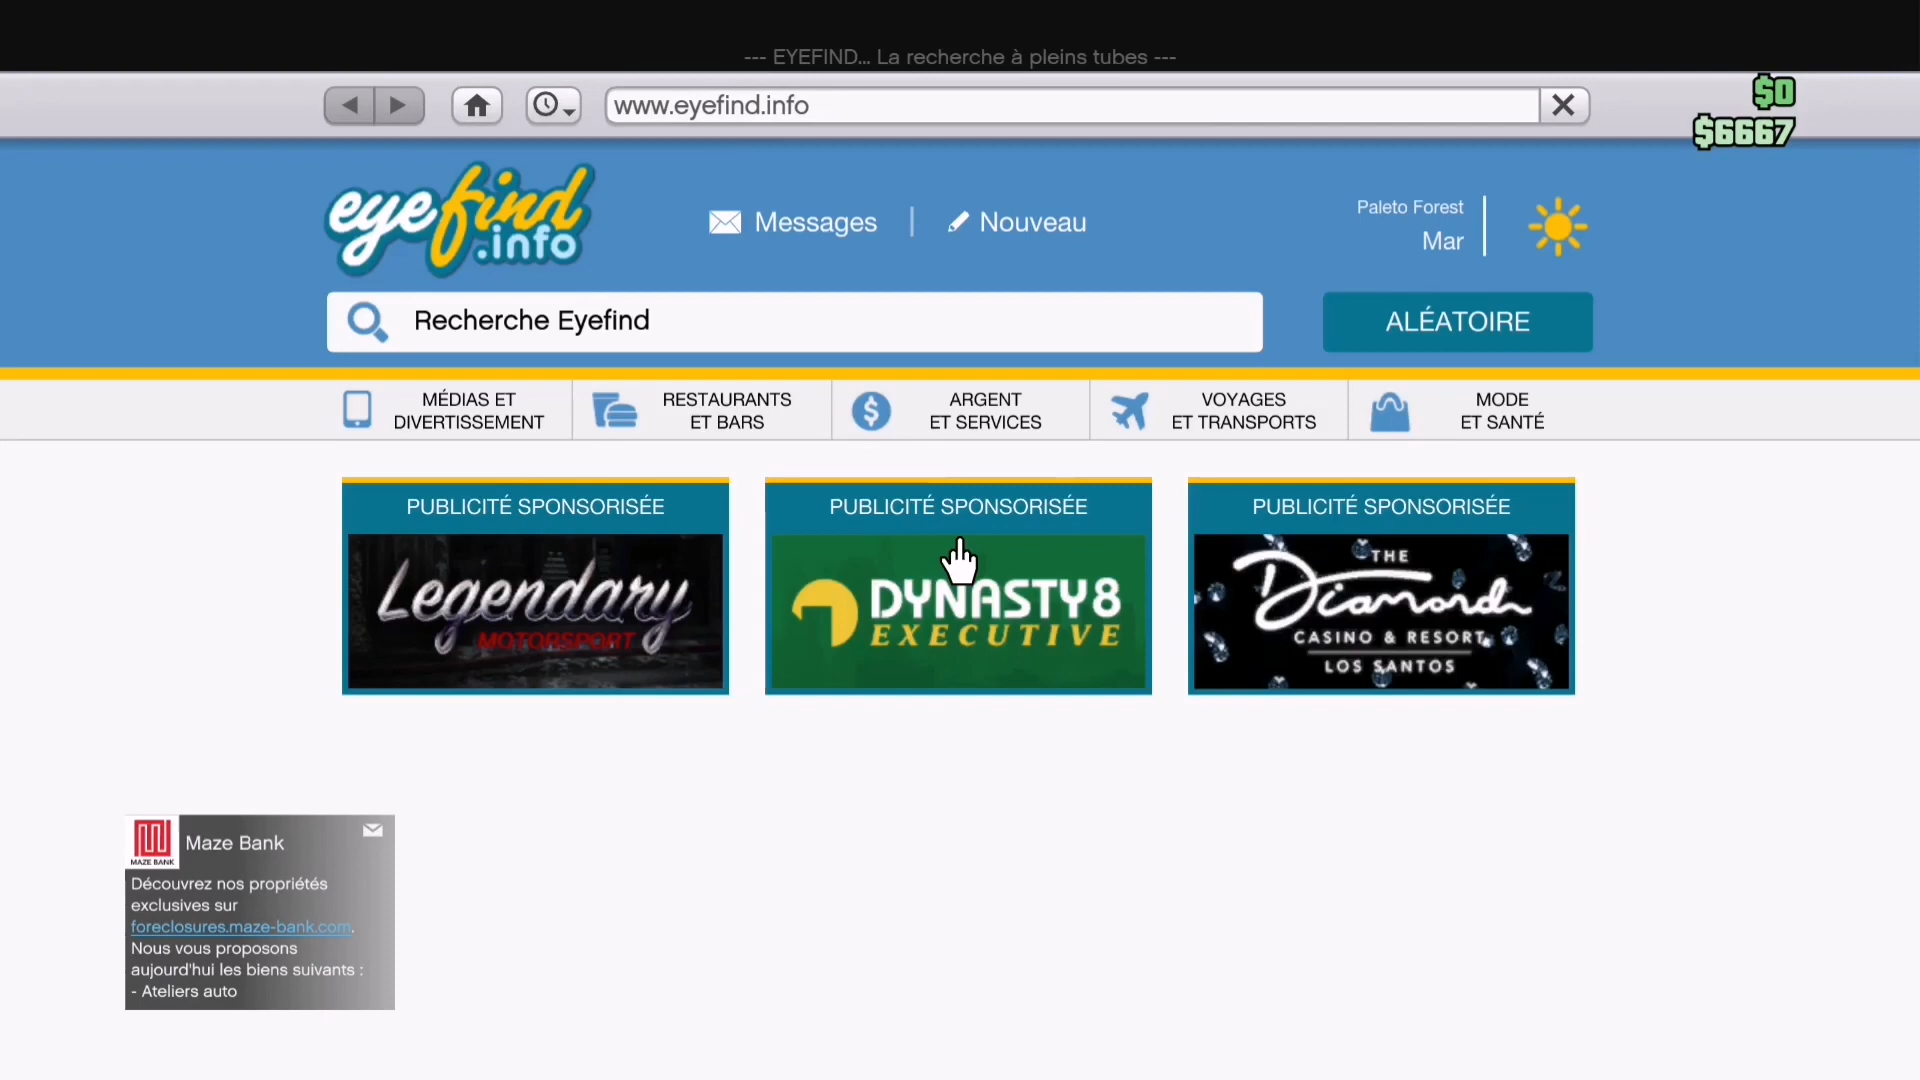 --- EYEFIND... La recherche à pleins tubes ---
www.eyefind.info
$0
$6667
eyefind.info
Messages
Nouveau
Paleto Forest
Mar
Recherche Eyefind
ALÉATOIRE
MÉDIAS ET
DIVERTISSEMENT
RESTAURANTS
ET BARS
ARGENT
ET SERVICES
VOYAGES
ET TRANSPORTS
MODE
ET SANTÉ
PUBLICITÉ SPONSORISÉE
Legendary
MOTORSPORT
PUBLICITÉ SPONSORISÉE
DYNASTY8
EXECUTIVE
PUBLICITÉ SPONSORISÉE
THE
Diamond
CASINO & RESORT
LOS SANTOS
MAZE BANK
Maze Bank
Découvrez nos propriétés
exclusives sur
foreclosures.maze-bank.com.
Nous vous proposons
aujourd'hui les biens suivants :
- Ateliers auto